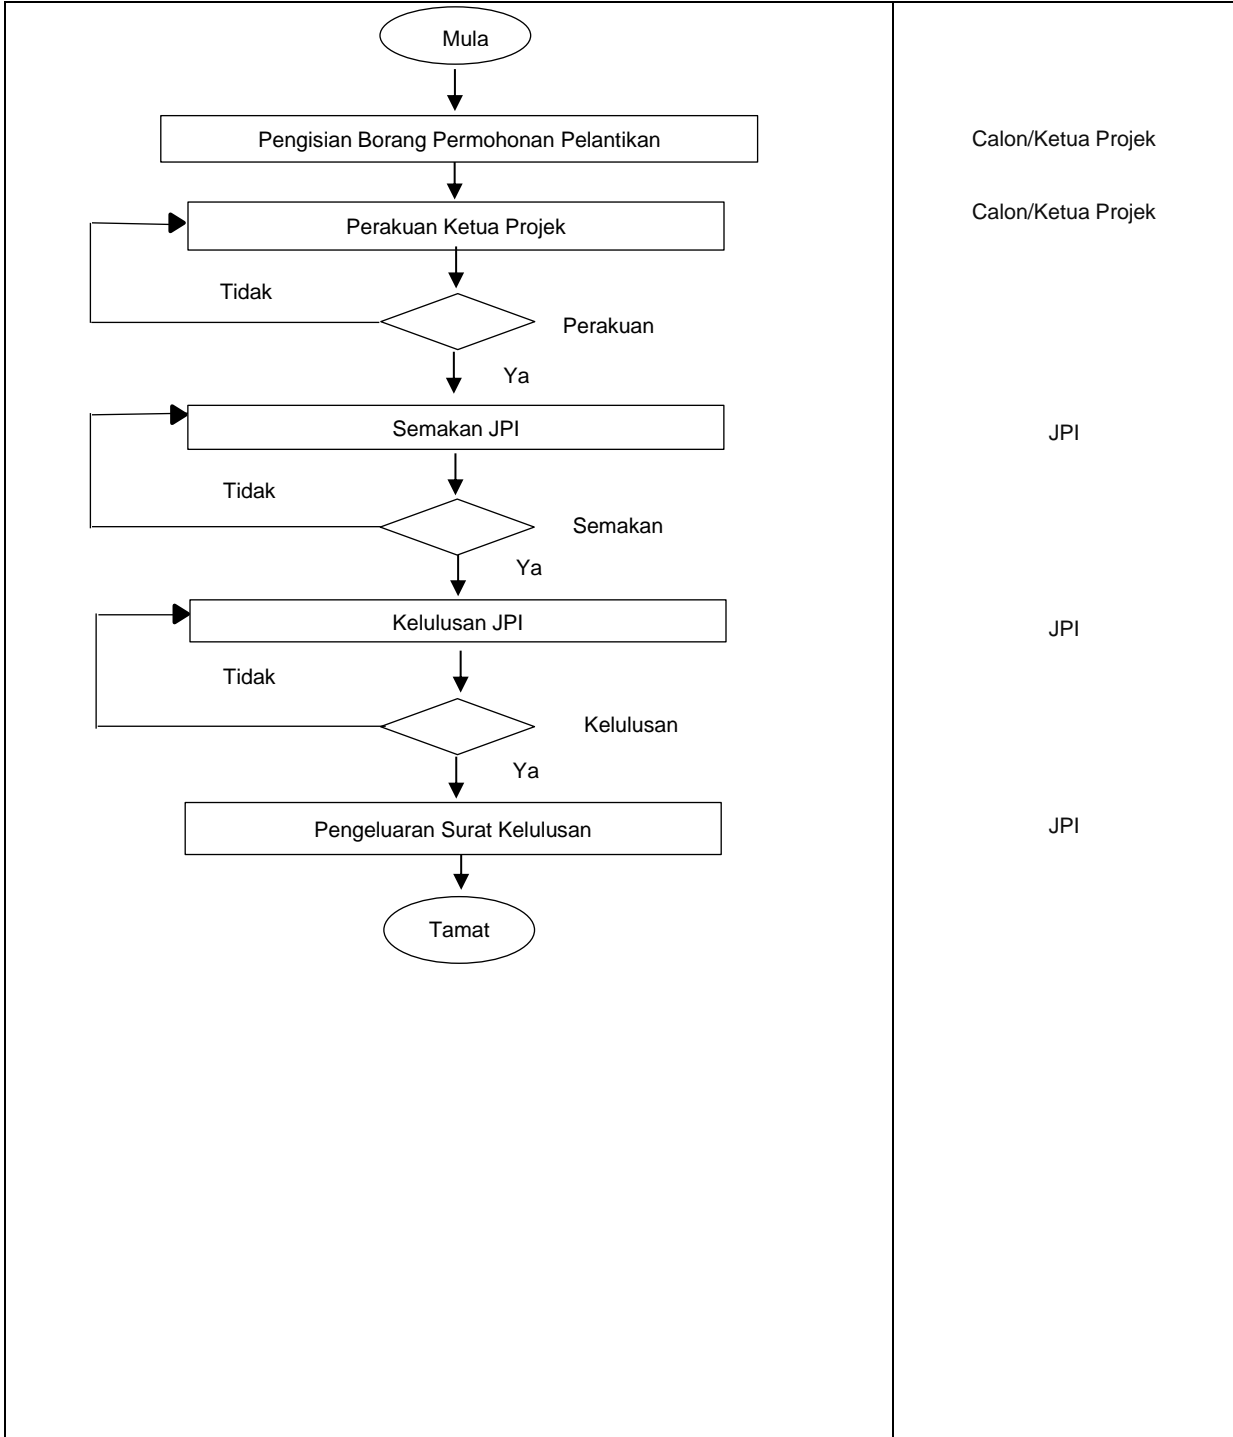 Mula
Pengisian Borang Permohonan Pelantikan
Calon/Ketua Projek
Perakuan Ketua Projek
Calon/Ketua Projek
Tidak
Perakuan
Ya
Semakan JPI
JPI
Tidak
Semakan
Ya
Kelulusan JPI
JPI
Tidak
Kelulusan
Ya
Pengeluaran Surat Kelulusan
JPI
Tamat